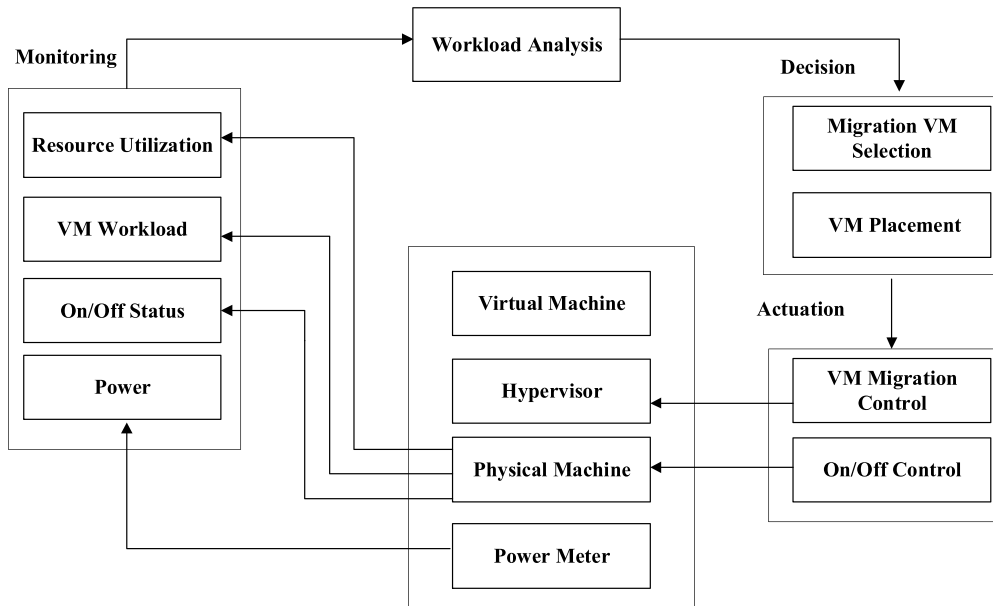 Monitoring
Workload Analysis
Decision
Resource Utilization
VM Workload
On/Off Status
Power
Virtual Machine
Hypervisor
Physical Machine
Power Meter
Migration VM
Selection
VM Placement
Actuation
VM Migration
Control
On/Off Control